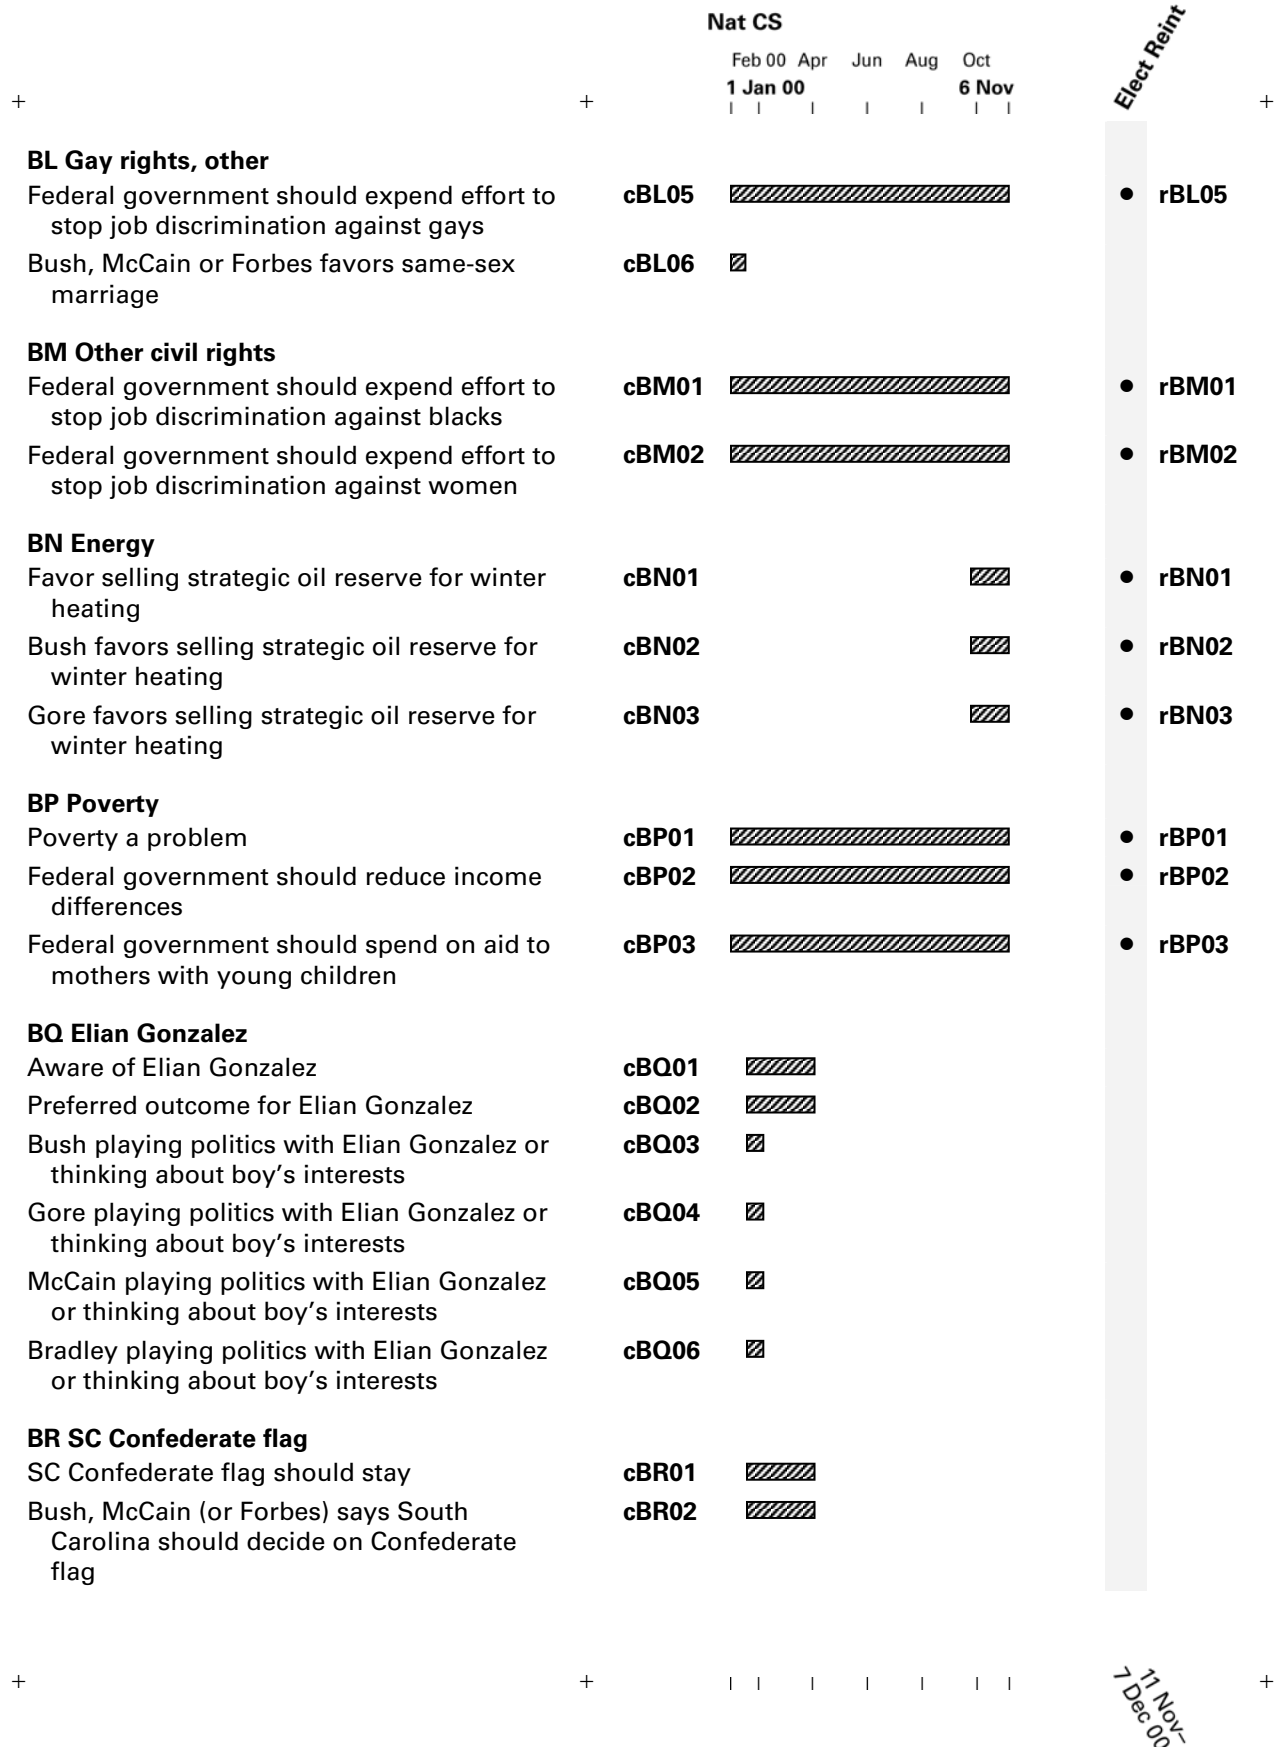 Nat CS
Elect Reint
Feb 00 Apr Jun Aug Oct
1 Jan 00 6 Nov
BL Gay rights, other
Federal government should expend effort to cBL05 ● rBL05
stop job discrimination against gays
Bush, McCain or Forbes favors same-sex cBL06
marriage
BM Other civil rights
Federal government should expend effort to cBM01 ● rBM01
stop job discrimination against blacks
Federal government should expend effort to cBM02 ● rBM02
stop job discrimination against women
BN Energy
Favor selling strategic oil reserve for winter cBN01 ● rBN01
heating
Bush favors selling strategic oil reserve for cBN02 ● rBN02
winter heating
Gore favors selling strategic oil reserve for cBN03 ● rBN03
winter heating
BP Poverty
Poverty a problem cBP01 ● rBP01
Federal government should reduce income cBP02 ● rBP02
differences
Federal government should spend on aid to cBP03 ● rBP03
mothers with young children
BQ Elian Gonzalez
Aware of Elian Gonzalez cBQ01
Preferred outcome for Elian Gonzalez cBQ02
Bush playing politics with Elian Gonzalez or cBQ03
thinking about boy’s interests
Gore playing politics with Elian Gonzalez or cBQ04
thinking about boy’s interests
McCain playing politics with Elian Gonzalez cBQ05
or thinking about boy’s interests
Bradley playing politics with Elian Gonzalez cBQ06
or thinking about boy’s interests
BR SC Confederate flag
SC Confederate flag should stay cBR01
Bush, McCain (or Forbes) says South cBR02
Carolina should decide on Confederate
flag
11 Nov–
7 Dec 00